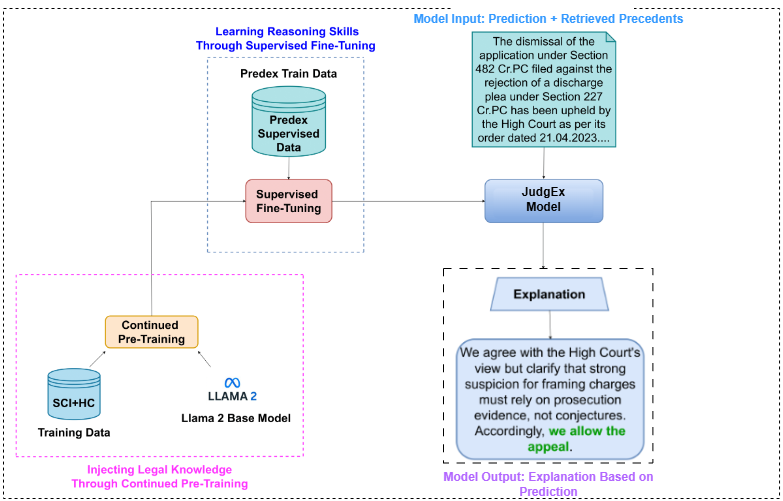 Model Input: Prediction + Retrieved Precedents
Learning Reasoning Skills
Through Supervised Fine-Tuning
Predex Train Data
Predex
Supervised
Data
Supervised
Fine-Tuning
The dismissal of the
application under Section
482 Cr.PC filed against the
rejection of a discharge
plea under Section 227
Cr.PC has been upheld by
the High Court as per its
order dated 21.04.2023....
JudgEx
Model
Explanation
We agree with the High Court's
view but clarify that strong
suspicion for framing charges
must rely on prosecution
evidence, not conjectures.
Accordingly, we allow the
appeal.
Model Output: Explanation Based on
Prediction
Continued
Pre-Training
SCI+HC
Training Data
LLAMA 2
Llama 2 Base Model
Injecting Legal Knowledge
Through Continued Pre-Training